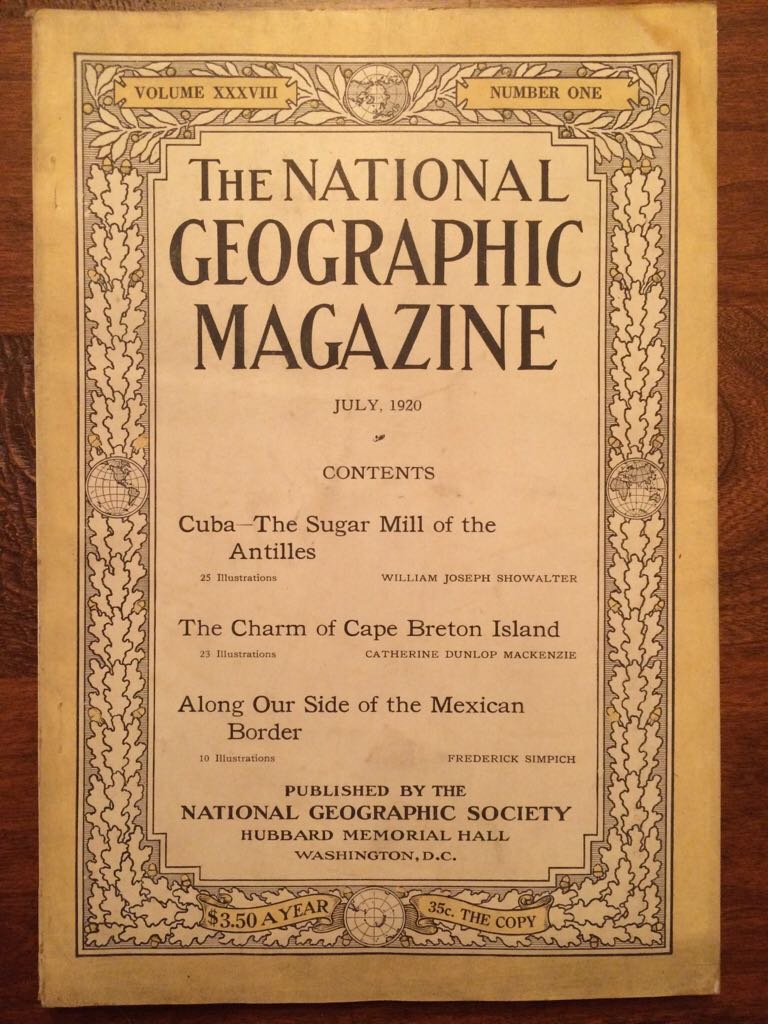 VOLUME XXXVIII
NUMBER ONE
THE NATIONAL
GEOGRAPHIC
MAGAZINE
JULY, 1920
CONTENTS
Cuba—The Sugar Mill of the
Antilles
25 Illustrations WILLIAM JOSEPH SHOWALTER
The Charm of Cape Breton Island
23 Illustrations CATHERINE DUNLOP MACKENZIE
Along Our Side of the Mexican
Border
10 Illustrations FREDERICK SIMPICH
PUBLISHED BY THE
NATIONAL GEOGRAPHIC SOCIETY
HUBBARD MEMORIAL HALL
WASHINGTON, D.C.
$3.50 A YEAR
35c. THE COPY